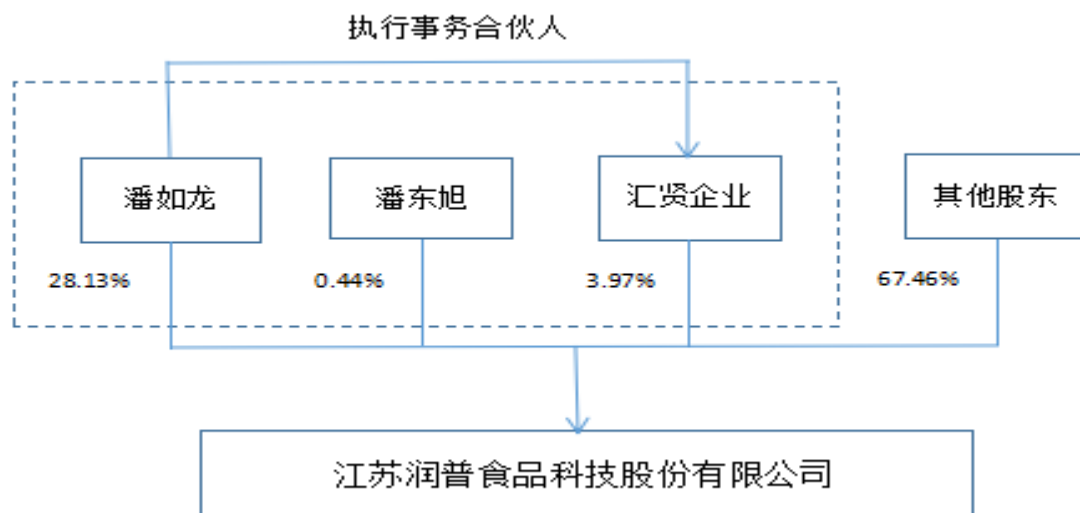 执行事务合伙人
潘如龙
潘东旭
汇贤企业
其他股东
28.13%
0.44%
3.97%
67.46%
江苏润普食品科技股份有限公司